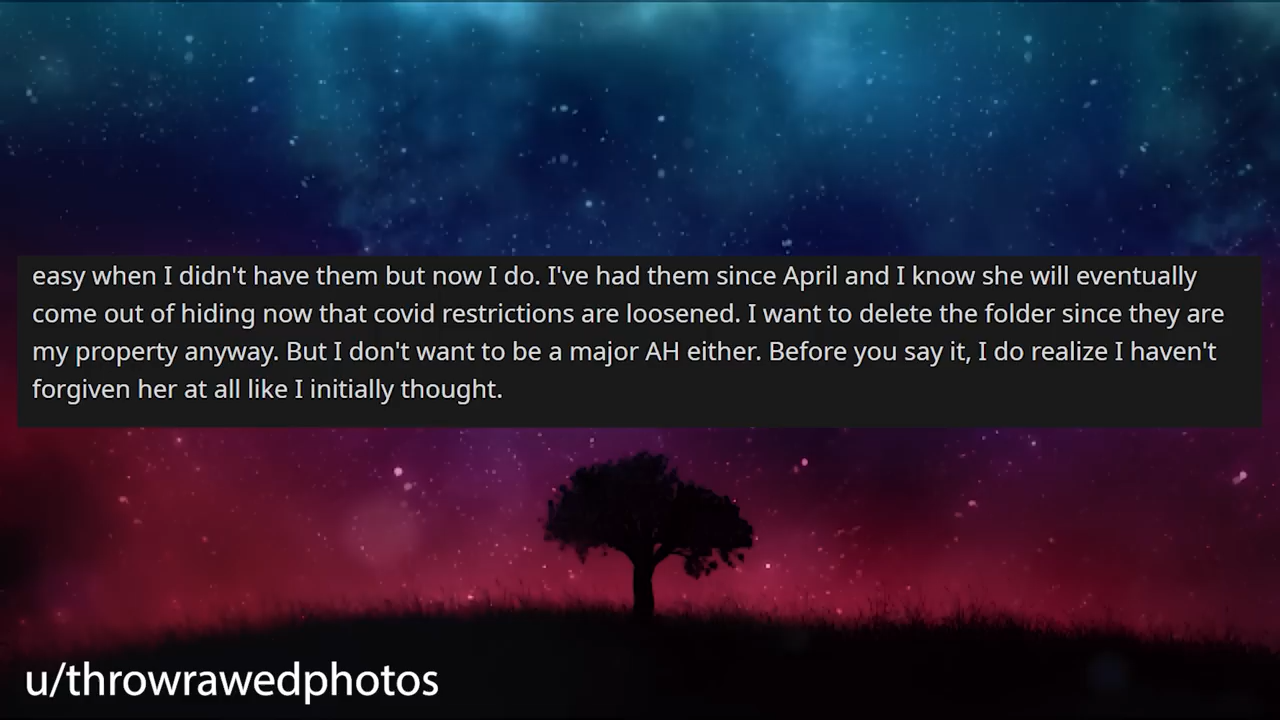 easy when I didn't have them but now I do. I've had them since April and I know she will eventually
come out of hiding now that covid restrictions are loosened. I want to delete the folder since they are
my property anyway. But I don't want to be a major AH either. Before you say it, I do realize I haven't
forgiven her at all like I initially thought.
u/throwrawedphotos